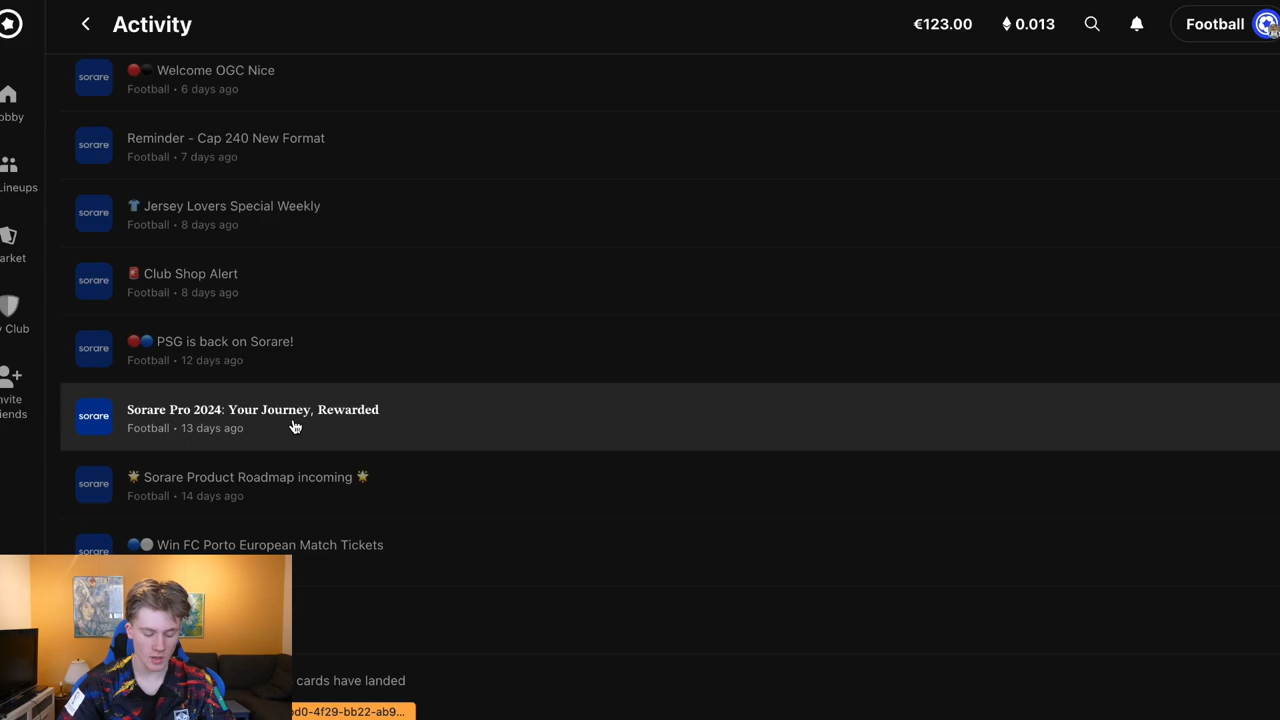 Activity
€123.00
0.013
Football
sorare
Welcome OGC Nice
Football • 6 days ago
sorare
Reminder - Cap 240 New Format
Football • 7 days ago
sorare
Jersey Lovers Special Weekly
Football • 8 days ago
sorare
Club Shop Alert
Football • 8 days ago
sorare
PSG is back on Sorare!
Football • 12 days ago
sorare
Sorare Pro 2024: Your Journey, Rewarded
Football • 13 days ago
sorare
Sorare Product Roadmap incoming
Football • 14 days ago
sorare
Win FC Porto European Match Tickets
cards have landed
d0-4f29-bb22-ab9...
obby
Lineups
arket
y Club
nvite
iends